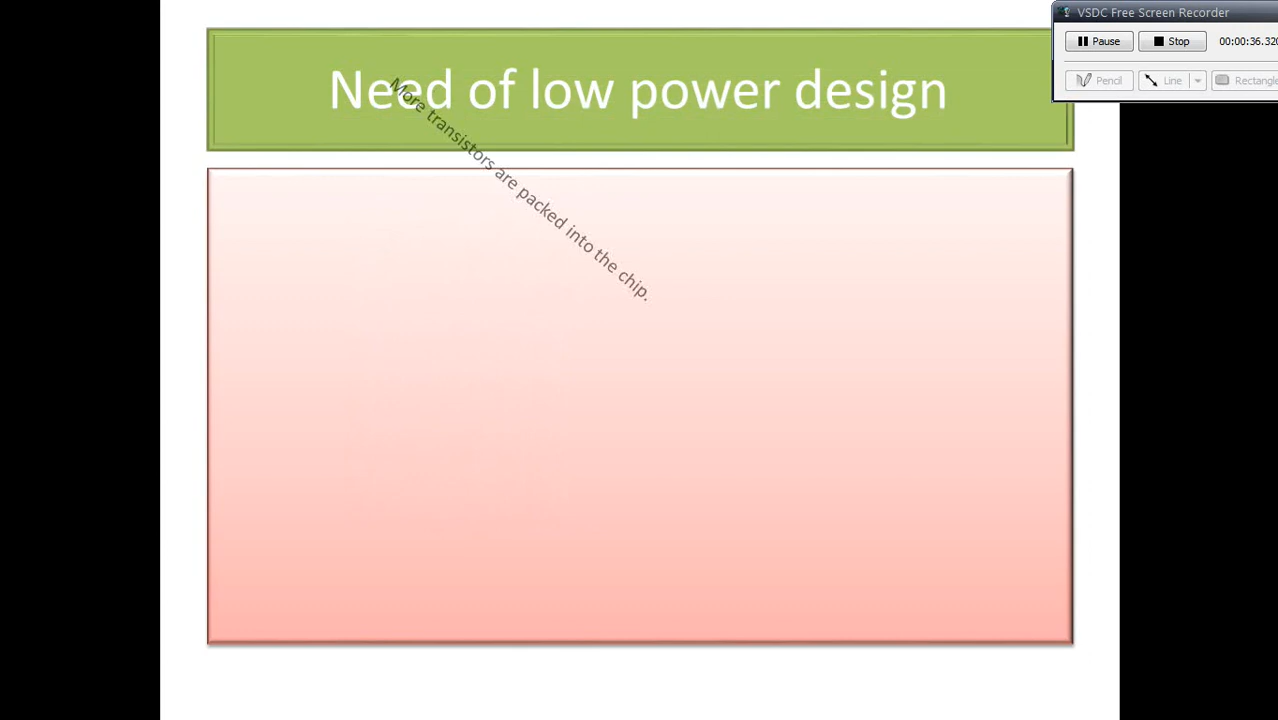 VSDC Free Screen Recorder
Pause Stop 00:00:36.320
Pencil Line Rectangle
Need of low power design
More transistors are packed into the chip.